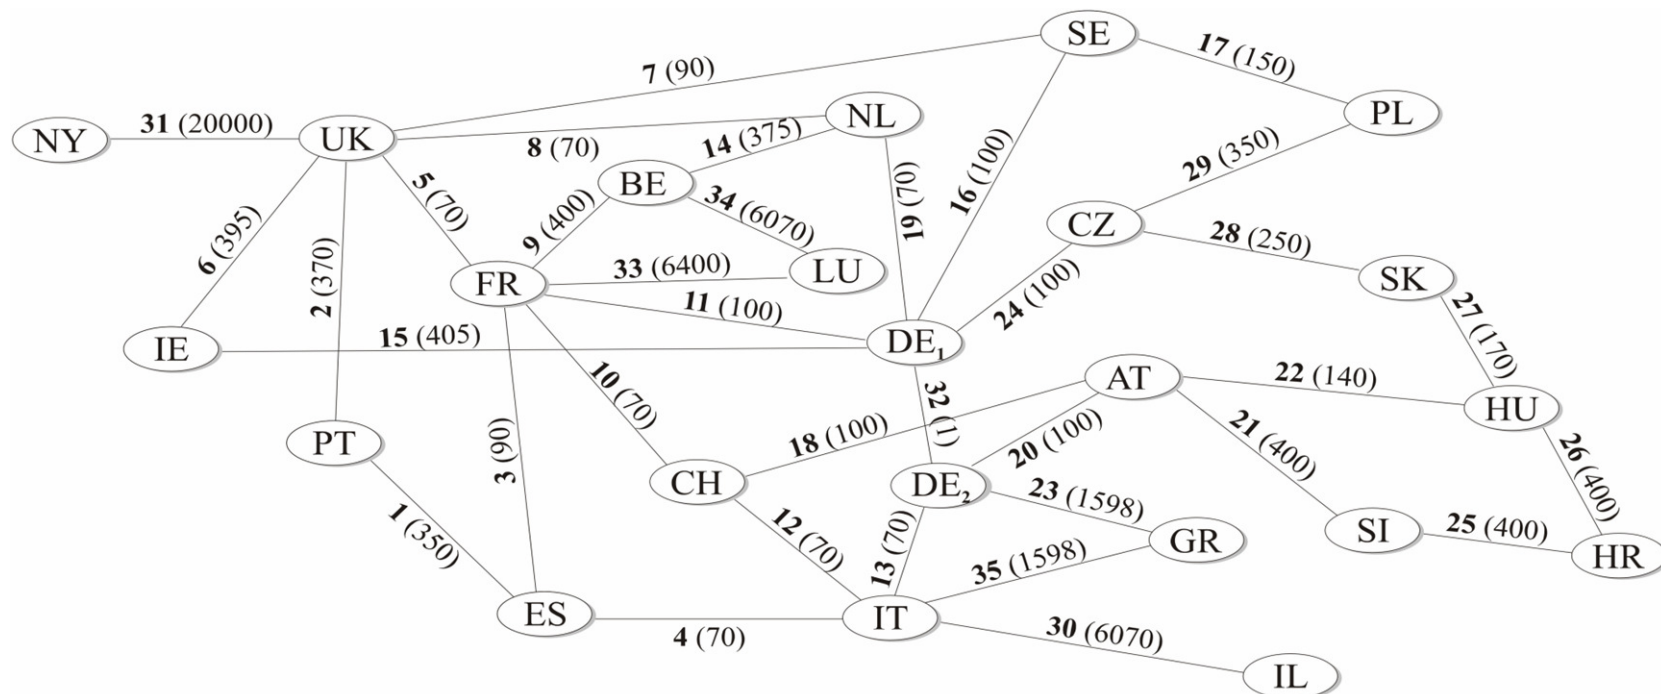 SE
17 (150)
7 (90)
NL
PL
31 (20000)
NY
UK
14 (375)
8 (70)
29 (350)
BE
16 (100)
19 (70)
5 (70)
34 (6070)
9 (400)
CZ
28 (250)
6 (395)
33 (6400)
LU
SK
FR
2 (370)
11 (100)
24 (100)
27 (170)
15 (405)
IE
DE1
AT
22 (140)
10 (70)
32 (1)
HU
18 (100)
20 (100)
21 (400)
PT
3 (90)
26 (400)
CH
DE2
23 (1598)
1 (350)
12 (70)
13 (70)
GR
SI
25 (400)
35 (1598)
HR
ES
IT
4 (70)
30 (6070)
IL